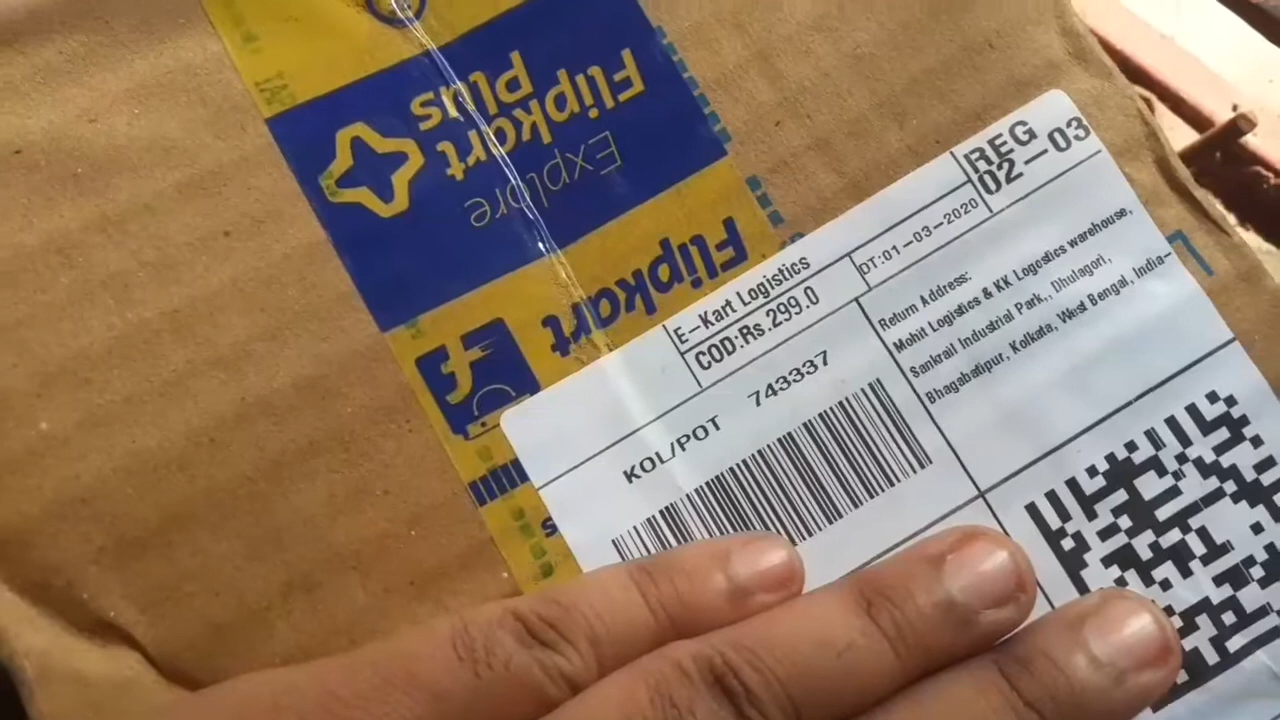 Explore
Flipkart
Plus
Flipkart
E-Kart Logistics
COD:Rs.299.0
DT:01-03-2020
REG
02-03
KOL/POT 743337
Return Address:
Mohit Logistics & KK Logostics warehouse,
Sankrail Industrial Park,, Dhulagori,
Bhagabatipur, Kolkata, West Bengal, India-